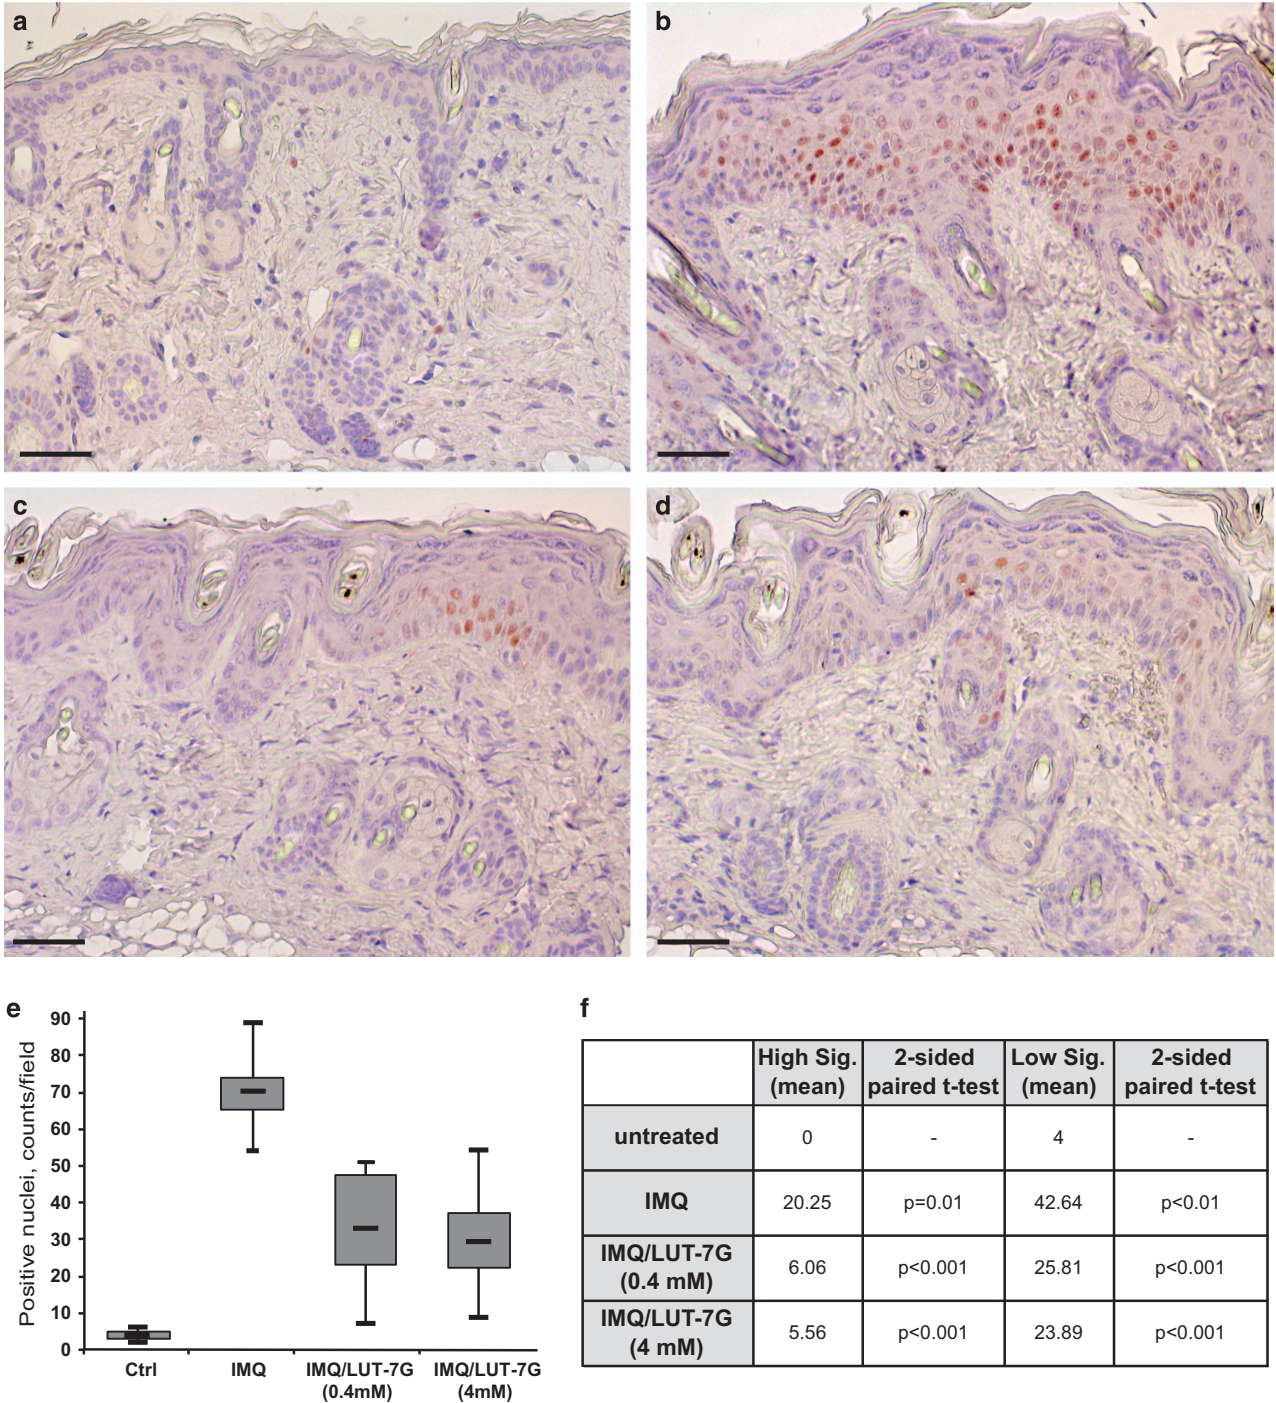 a
b
c
d
e
f
Positive nuclei, counts/field
90
80
70
60
50
40
30
20
10
0
Ctrl IMQ IMQ/LUT-7G IMQ/LUT-7G
(0.4mM) (4mM)
High Sig. 2-sided Low Sig. 2-sided
(mean) paired t-test (mean) paired t-test
untreated 0 - 4 -
IMQ 20.25 p=0.01 42.64 p<0.01
IMQ/LUT-7G
(0.4 mM) 6.06 p<0.001 25.81 p<0.001
IMQ/LUT-7G
(4 mM) 5.56 p<0.001 23.89 p<0.001